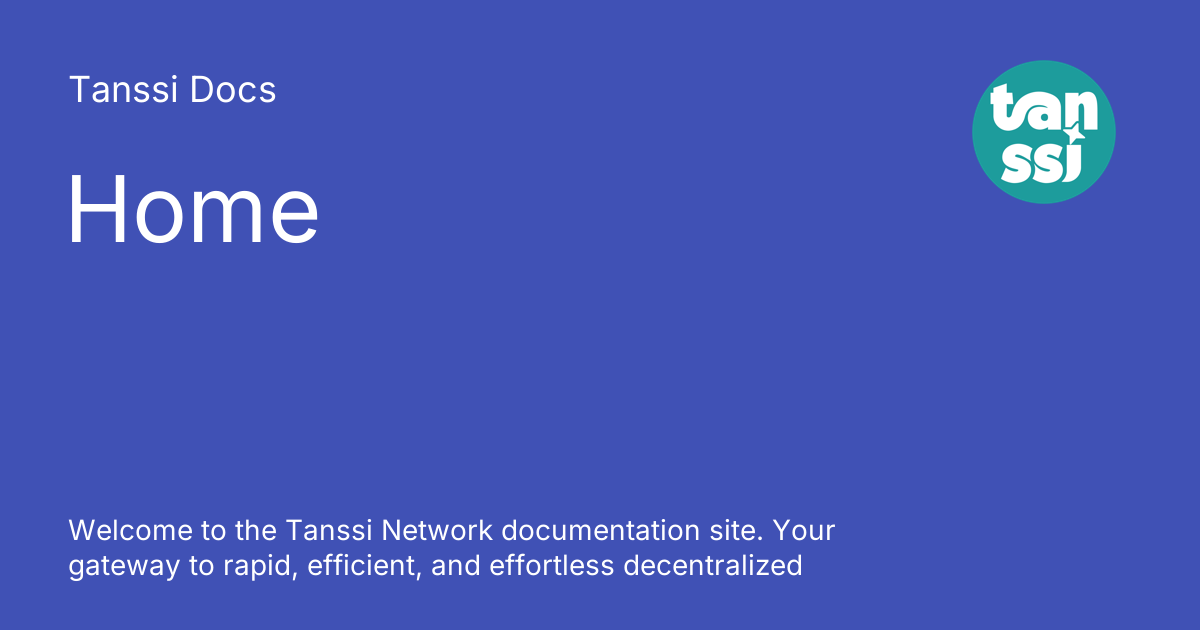 Tanssi Docs
tan
ssi
Home
Welcome to the Tanssi Network documentation site. Your
gateway to rapid, efficient, and effortless decentralized